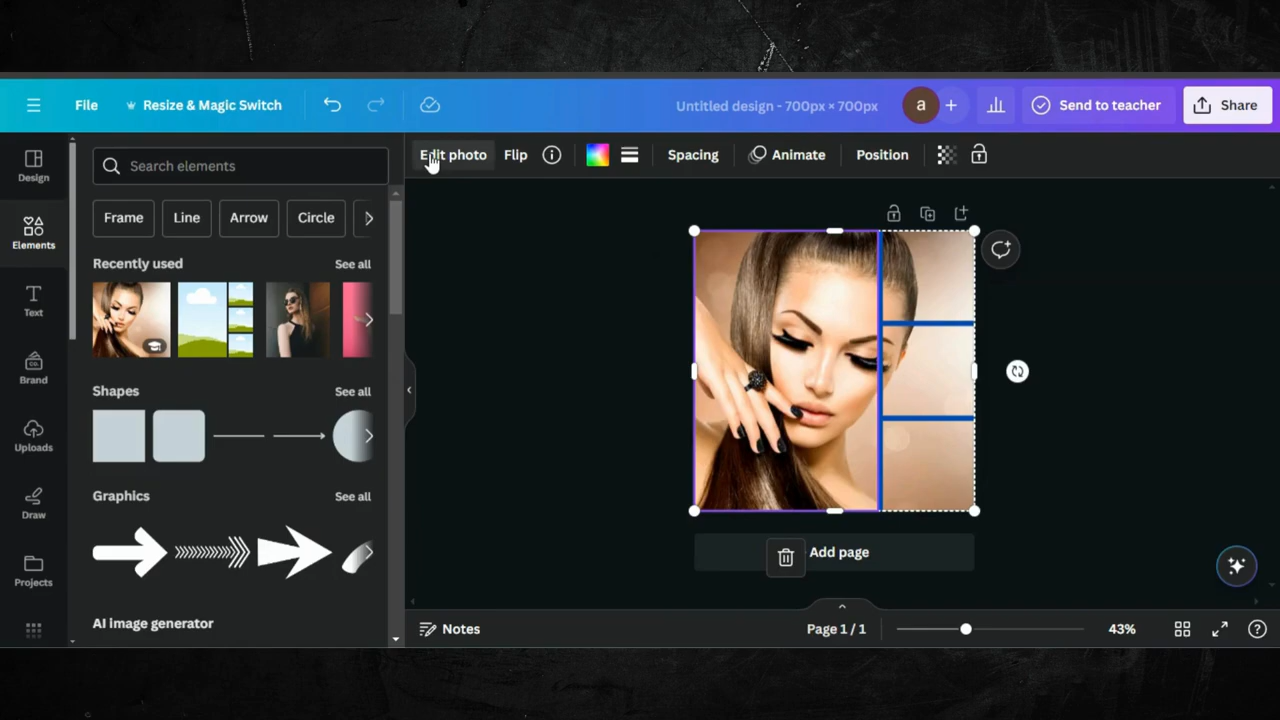 File
Resize & Magic Switch
Untitled design - 700px × 700px
a
Send to teacher
Share
Design
Elements
Text
Brand
Uploads
Draw
Projects
Search elements
Frame
Line
Arrow
Circle
Recently used
See all
Shapes
See all
Graphics
See all
AI image generator
Edit photo
Flip
Spacing
Animate
Position
Add page
Notes
Page 1 / 1
43%